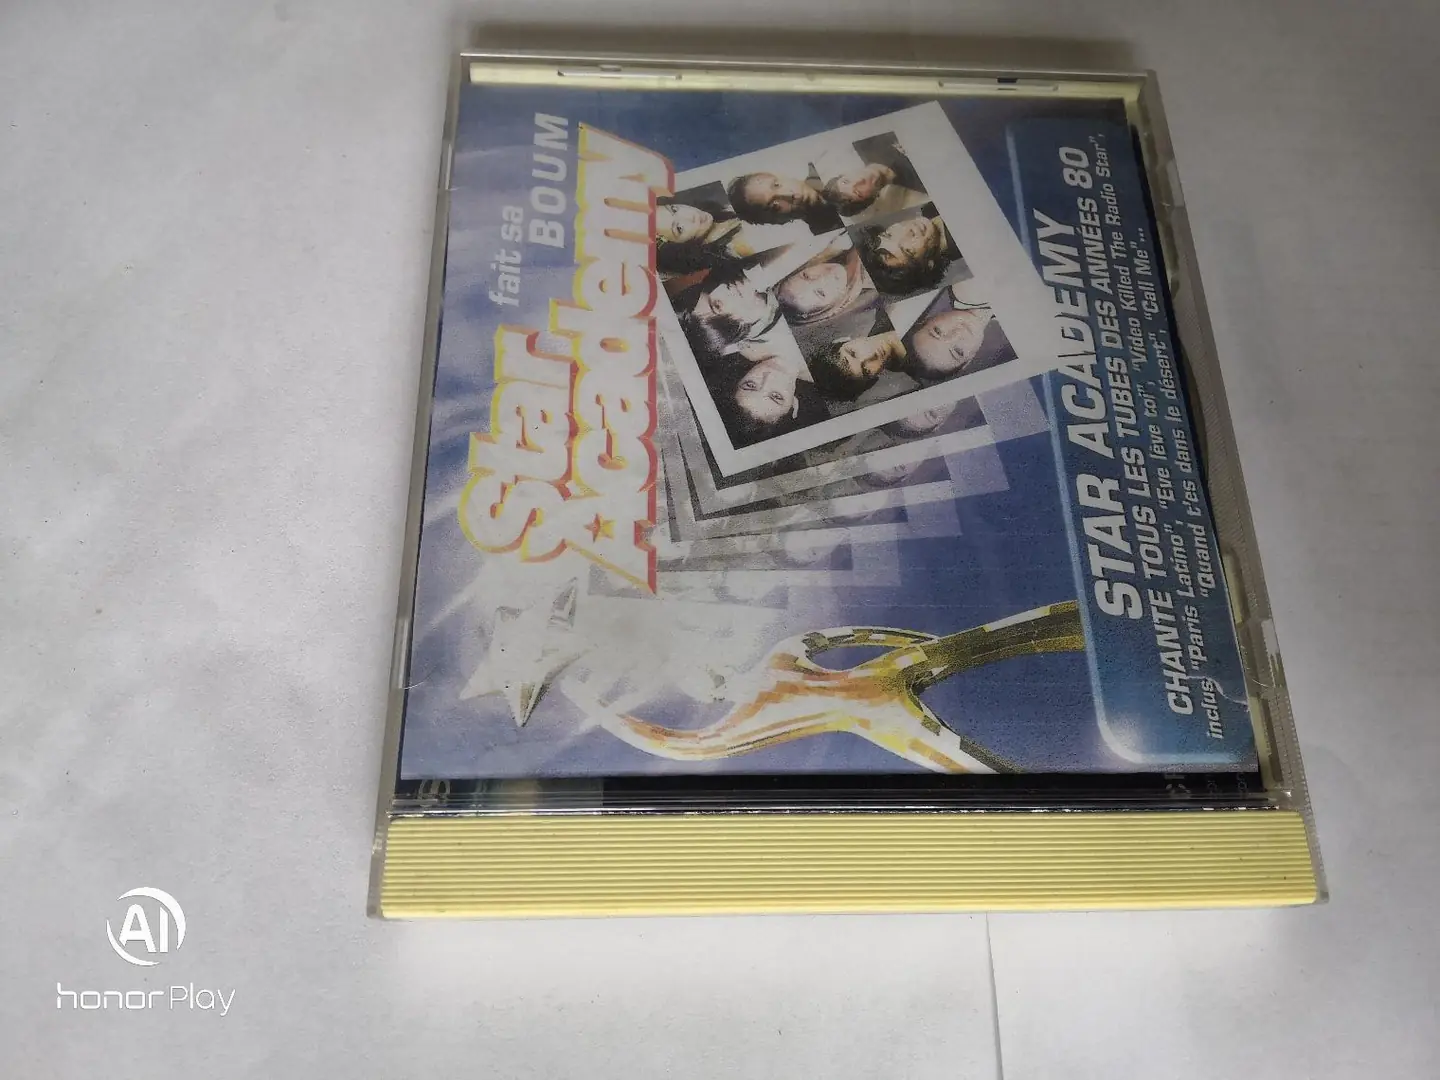 Star
Academy
fait sa
BOUM
STAR ACADEMY
CHANTE TOUS LES TUBES DES ANNÉES 80
inclus "Paris Latino", "Eve lève toi", "Video Killed The Radio Star",
"Quand t'es dans le désert", "Call Me"...
AI
honor Play